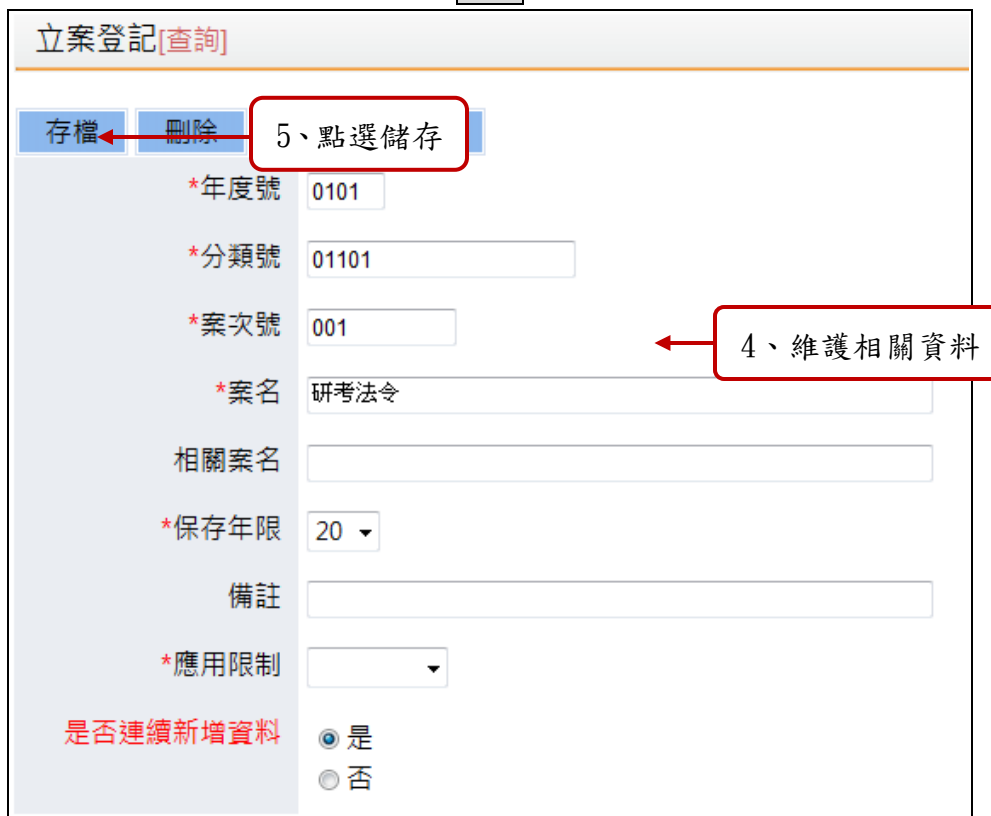 立案登記[查詢]
存檔 刪除 5、點選儲存
*年度號 0101
*分類號 01101
*案次號 001
4、維護相關資料
*案名 研考法令
相關案名
*保存年限 20
備註
*應用限制
是否連續新增資料 是
否